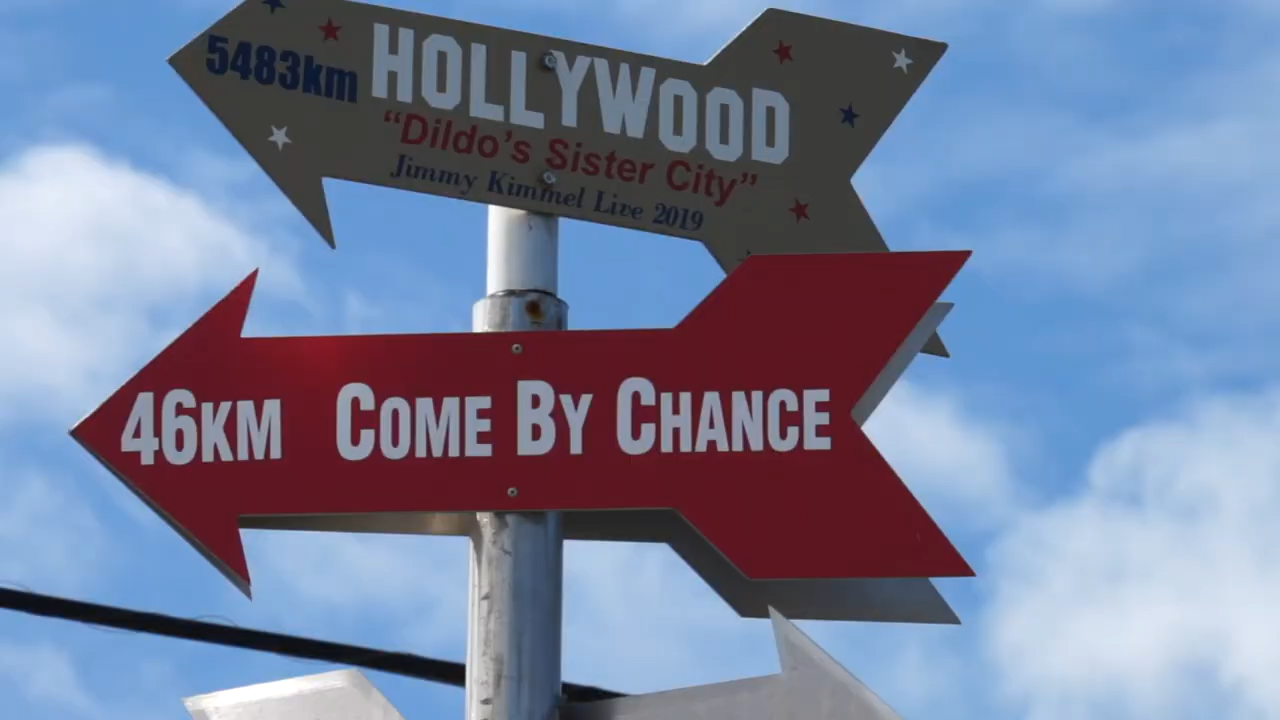 5483km HOLLYWOOD
“Dildo’s Sister City”
Jimmy Kimmel Live 2019
46KM COME BY CHANCE